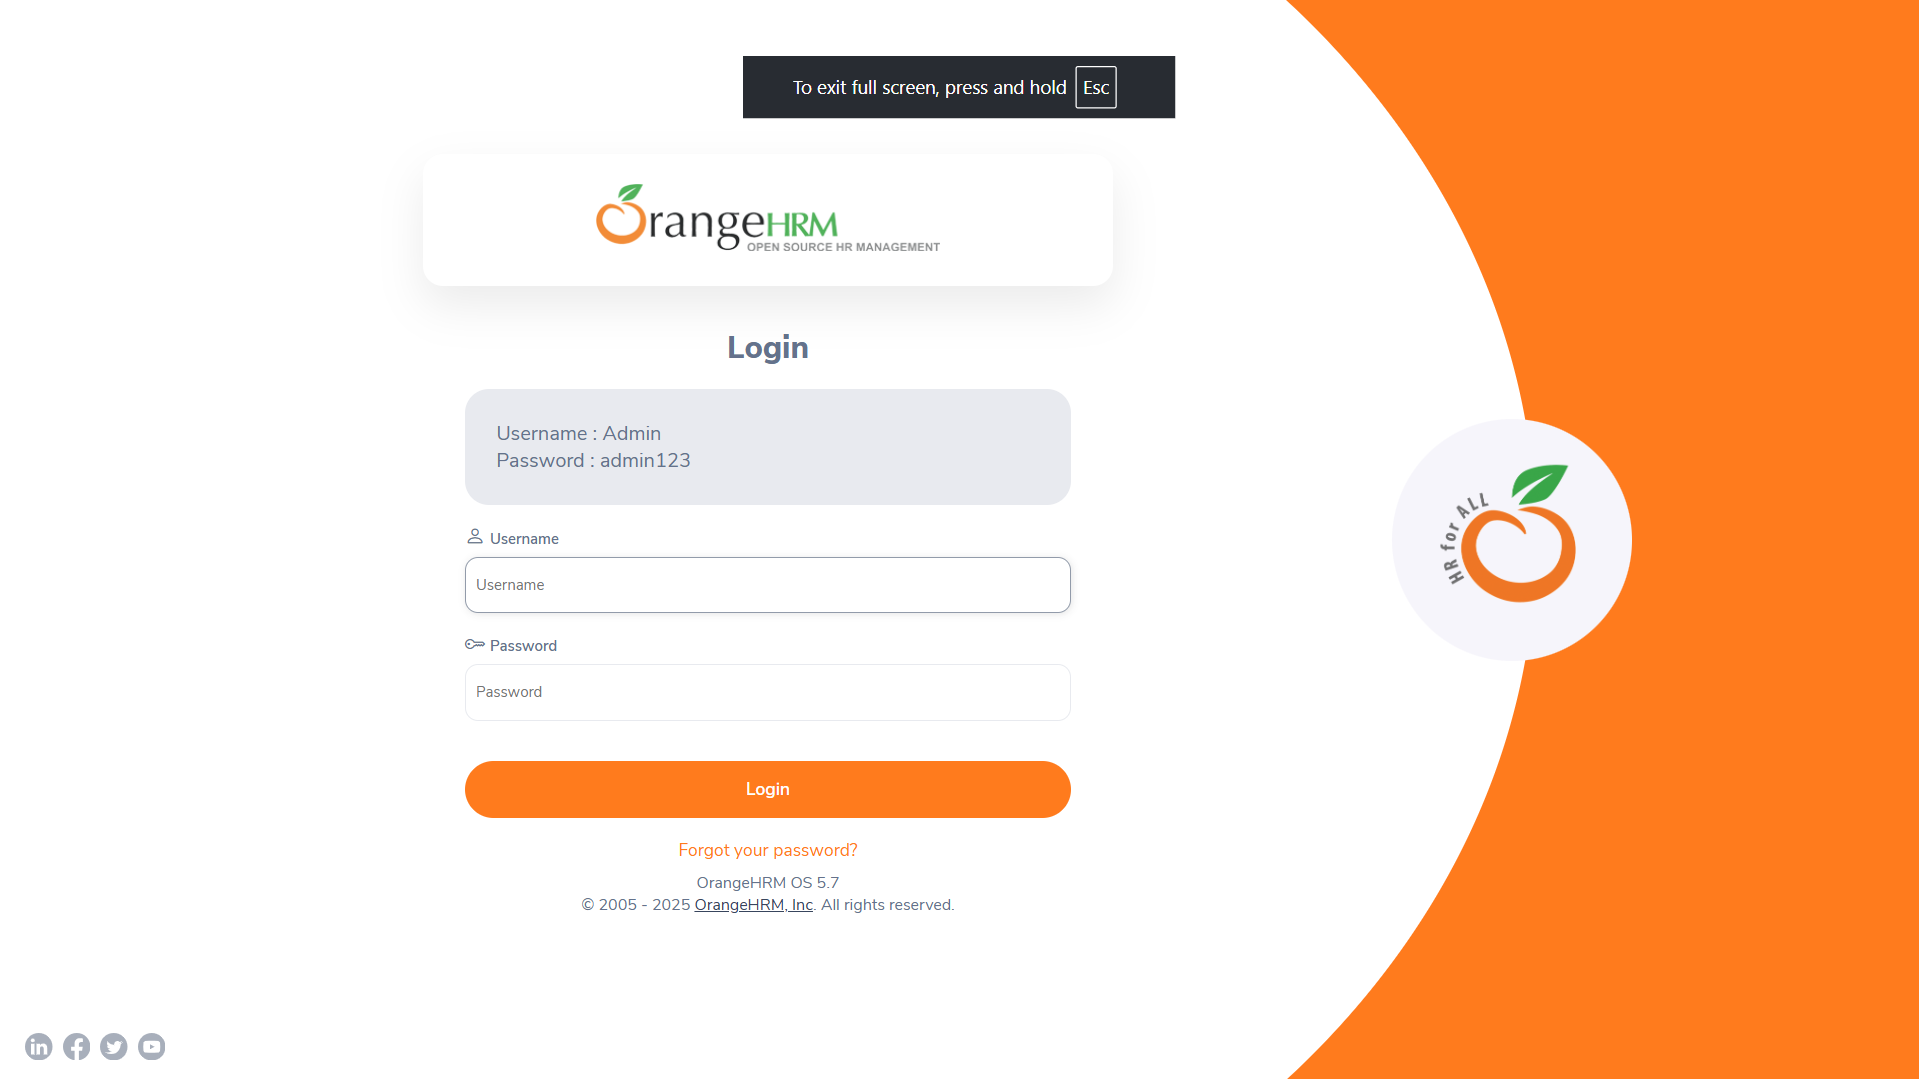 To exit full screen, press and hold Esc
OrangeHRM
OPEN SOURCE HR MANAGEMENT
Login
Username : Admin
Password : admin123
Username
Username
Password
Password
Login
Forgot your password?
OrangeHRM OS 5.7
© 2005 - 2025 OrangeHRM, Inc. All rights reserved.
HR for ALL